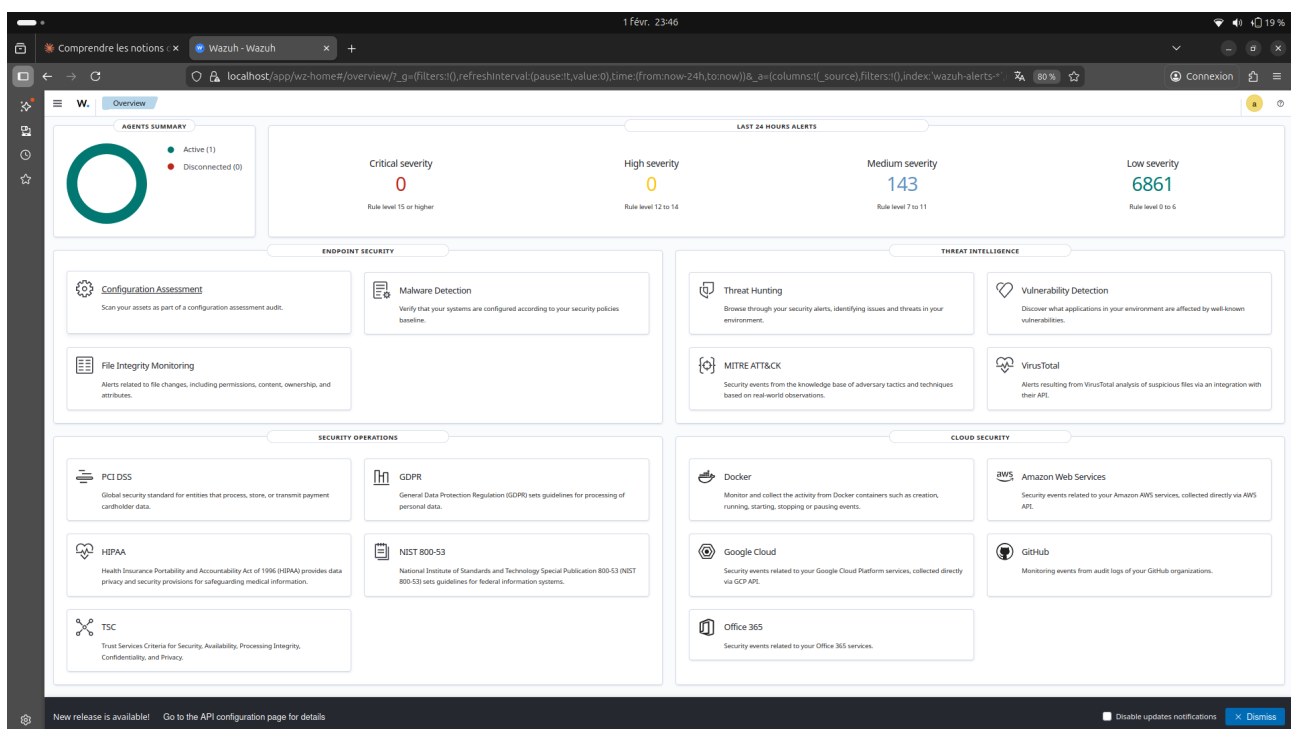 1 févr. 23:46
19 %
Comprendre les notions
Wazuh - Wazuh
localhost/app/wz-home#/overview/?_g=(filters:!(),refreshInterval:(pause:!t,value:0),time:(from:now-24h,to:now))&_a=(columns:!(_source),filters:!(),index:'wazuh-alerts-*'
80 %
Connexion
W.
Overview
a
AGENTS SUMMARY
Active (1)
Disconnected (0)
LAST 24 HOURS ALERTS
Critical severity
0
Rule level 15 or higher
High severity
0
Rule level 12 to 14
Medium severity
143
Rule level 7 to 11
Low severity
6861
Rule level 0 to 6
ENDPOINT SECURITY
Configuration Assessment
Scan your assets as part of a configuration assessment audit.
Malware Detection
Verify that your systems are configured according to your security policies
baseline.
File Integrity Monitoring
Alerts related to file changes, including permissions, content, ownership, and
attributes.
THREAT INTELLIGENCE
Threat Hunting
Browse through your security alerts, identifying issues and threats in your
environment.
Vulnerability Detection
Discover what applications in your environment are affected by well-known
vulnerabilities.
MITRE ATT&CK
Security events from the knowledge base of adversary tactics and techniques
based on real-world observations.
VirusTotal
Alerts resulting from VirusTotal analysis of suspicious files via an integration with
their API.
SECURITY OPERATIONS
PCI DSS
Global security standard for entities that process, store, or transmit payment
cardholder data.
GDPR
General Data Protection Regulation (GDPR) sets guidelines for processing of
personal data.
HIPAA
Health Insurance Portability and Accountability Act of 1996 (HIPAA) provides data
privacy and security provisions for safeguarding medical information.
NIST 800-53
National Institute of Standards and Technology Special Publication 800-53 (NIST
800-53) sets guidelines for federal information systems.
TSC
Trust Services Criteria for Security, Availability, Processing Integrity,
Confidentiality, and Privacy.
CLOUD SECURITY
Docker
Monitor and collect the activity from Docker containers such as creation,
running, starting, stopping or pausing events.
aws
Amazon Web Services
Security events related to your Amazon AWS services, collected directly via AWS
API.
Google Cloud
Security events related to your Google Cloud Platform services, collected directly
via GCP API.
GitHub
Monitoring events from audit logs of your GitHub organizations.
Office 365
Security events related to your Office 365 services.
New release is available! Go to the API configuration page for details
Disable updates notifications
Dismiss